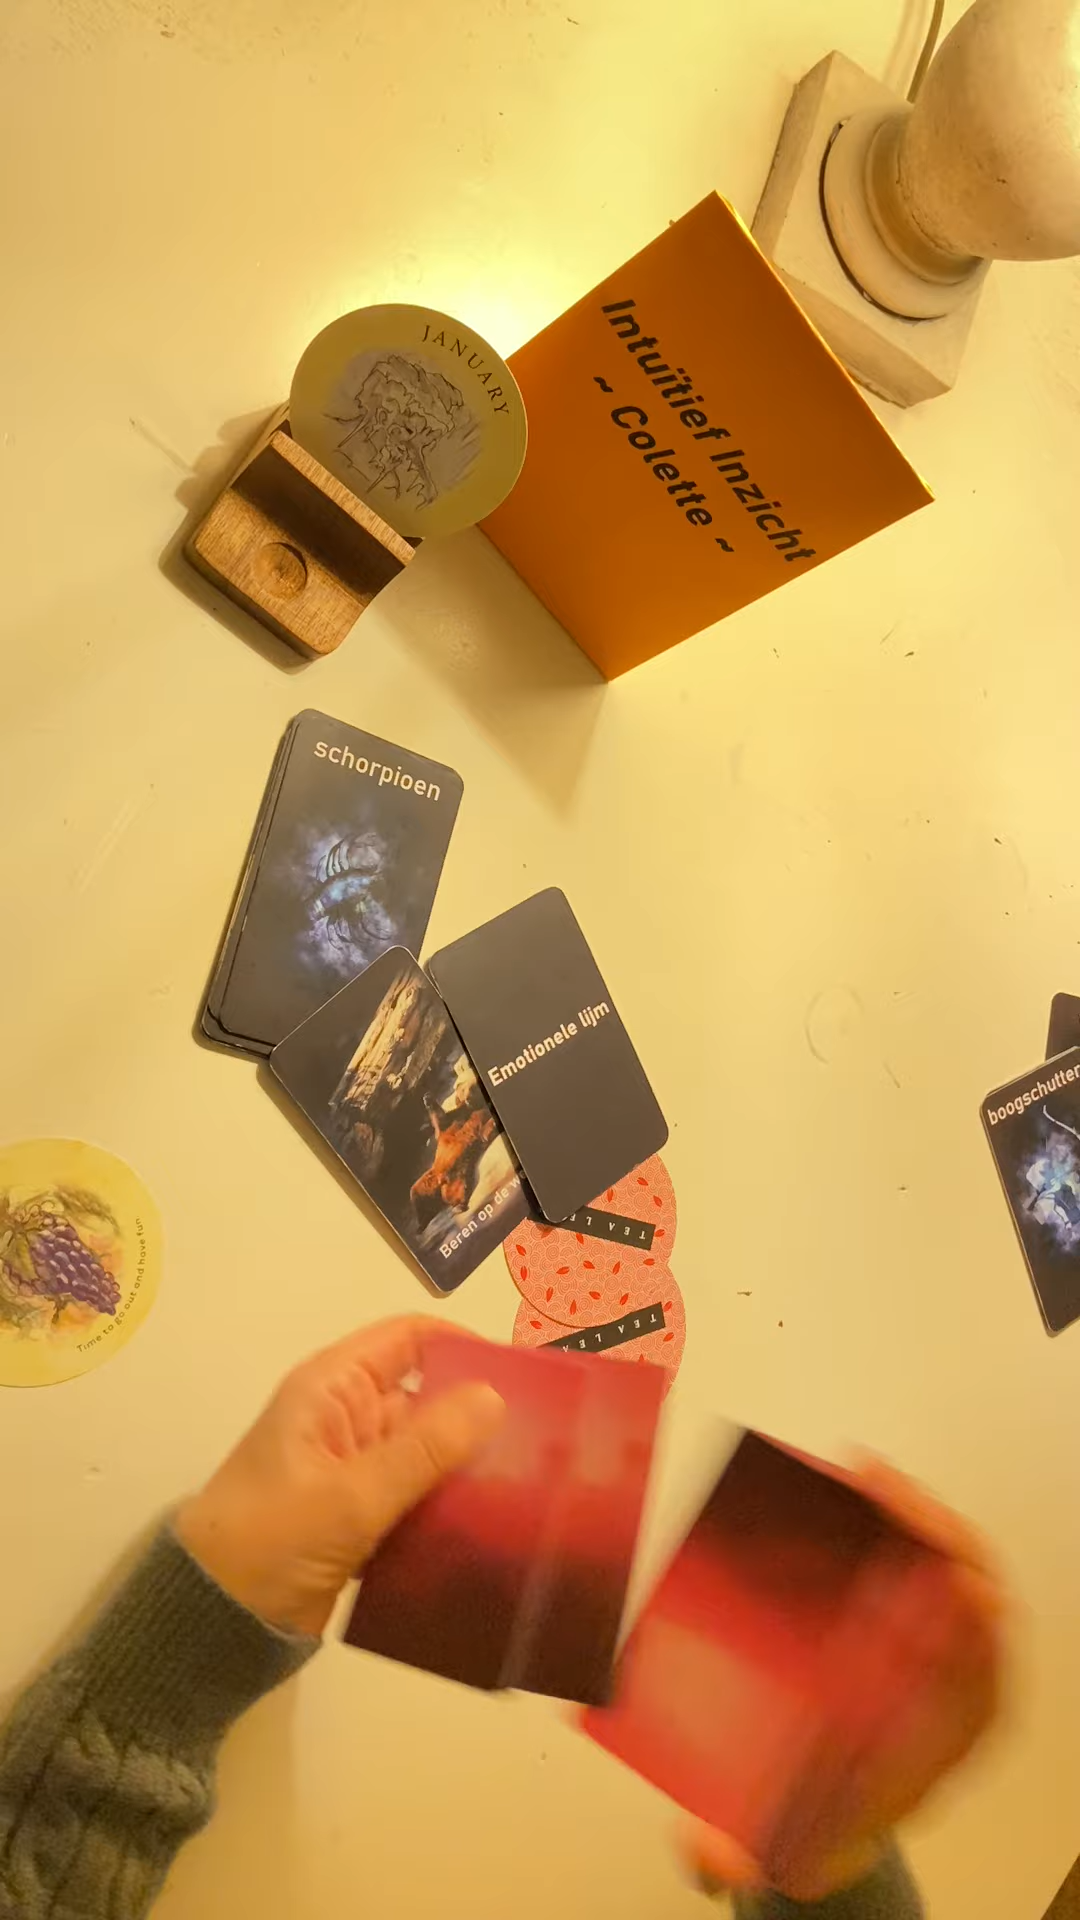 JANUARY
Intuïtief Inzicht
~ Colette ~
schorpioen
Emotionele lijm
Beren op de
boogschutter
TEA
TEA
Time to go out and have fun